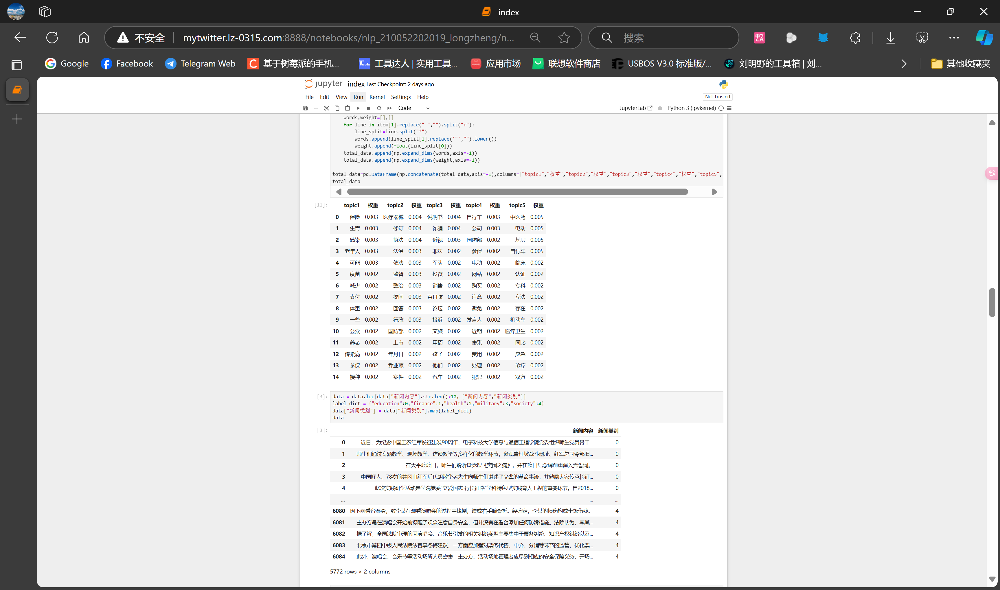 index
不安全 mytwitter.lz-0315.com:8888/notebooks/nlp_210052202019_longzheng/n... 搜索
Google Facebook Telegram Web 基于树莓派的手机... 工具达人 | 实用工具... 应用市场 联想软件商店 USBOS V3.0 标准版/... 刘明野的工具箱 | 刘... 其他收藏夹
jupyter index Last Checkpoint: 2 days ago
File Edit View Run Kernel Settings Help Not Trusted
Code JupyterLab Python 3 (ipykernel)
words,weight=[],[]
for line in item[1].replace(" ","").split("+"):
line_split=line.split("*")
words.append(line_split[1].replace('"',"").lower())
weight.append(float(line_split[0]))
total_data.append(np.expand_dims(words,axis=-1))
total_data.append(np.expand_dims(weight,axis=-1))
total_data=pd.DataFrame(np.concatenate(total_data,axis=-1),columns=["topic1","权重","topic2","权重","topic3","权重","topic4","权重","topic5",
total_data
[11]: topic1 权重 topic2 权重 topic3 权重 topic4 权重 topic5 权重
0 保险 0.003 医疗器械 0.004 说明书 0.004 自行车 0.003 中医药 0.005
1 生育 0.003 修订 0.004 诈骗 0.004 公司 0.003 电动 0.005
2 感染 0.003 执法 0.004 近视 0.003 国防部 0.002 基层 0.005
3 老年人 0.003 法治 0.003 非法 0.002 参保 0.002 自行车 0.005
4 可能 0.003 依法 0.003 军队 0.002 电动 0.002 临床 0.002
5 疫苗 0.002 监督 0.003 投资 0.002 网站 0.002 认证 0.002
6 减少 0.002 整治 0.003 销售 0.002 购买 0.002 专科 0.002
7 支付 0.002 提问 0.003 百日咳 0.002 注意 0.002 立法 0.002
8 体重 0.002 回答 0.003 论坛 0.002 避免 0.002 存在 0.002
9 一些 0.002 行政 0.003 投诉 0.002 发言人 0.002 机动车 0.002
10 公众 0.002 国防部 0.002 文旅 0.002 近期 0.002 医疗卫生 0.002
11 养老 0.002 上市 0.002 用药 0.002 集采 0.002 同比 0.002
12 传染病 0.002 年月日 0.002 孩子 0.002 费用 0.002 应急 0.002
13 参保 0.002 乔业琼 0.002 他们 0.002 处理 0.002 诊疗 0.002
14 接种 0.002 案件 0.002 汽车 0.002 犯罪 0.002 双方 0.002
[3]: data = data.loc[data["新闻内容"].str.len()>10, ["新闻内容","新闻类别"]]
label_dict = {"education":0,"finance":1,"health":2,"military":3,"society":4}
data["新闻类别"] = data["新闻类别"].map(label_dict)
data
[3]: 新闻内容 新闻类别
0 近日，为纪念中国工农红军长征出发90周年，电子科技大学信息与通信工程学院党委组织师生党员骨干... 0
1 师生们通过专题教学、现场教学、访谈教学等多样化的教学环节，参观青杠坡战斗遗址、红军总司令部旧... 0
2 在太平渡渡口，师生们聆听微党课《突围之痛》，并在渡口纪念碑前重温入党誓词。 0
3 中国好人、78岁的井冈山红军后代胡敬华老先生向师生们讲述了父辈的革命事迹，并勉励大家传承长征... 0
4 此次实践研学活动是学院党委“立爱国志 行长征路”学科特色型实践育人工程的重要环节。自2018... 0
... ... ...
6080 因下雨看台湿滑，致李某在观看演唱会的过程中摔倒，造成右手腕骨折。经鉴定，李某的损伤构成十级伤残。 4
6081 主办方虽在演唱会开始前提醒了观众注意自身安全，但并没有在看台添加任何防滑措施。法院认为，李某... 4
6082 据了解，全国法院审理的因演唱会、音乐节引发的相关纠纷类型主要集中于票务纠纷、知识产权纠纷以及... 4
6083 北京市第四中级人民法院法官李冬梅建议，一方面应加强对票务代售、中介、分销等环节的监管，优化票... 4
6084 此外，演唱会、音乐节等活动场所人员密集，主办方、活动场地管理者应尽到相应的安全保障义务，开场... 4
5772 rows × 2 columns